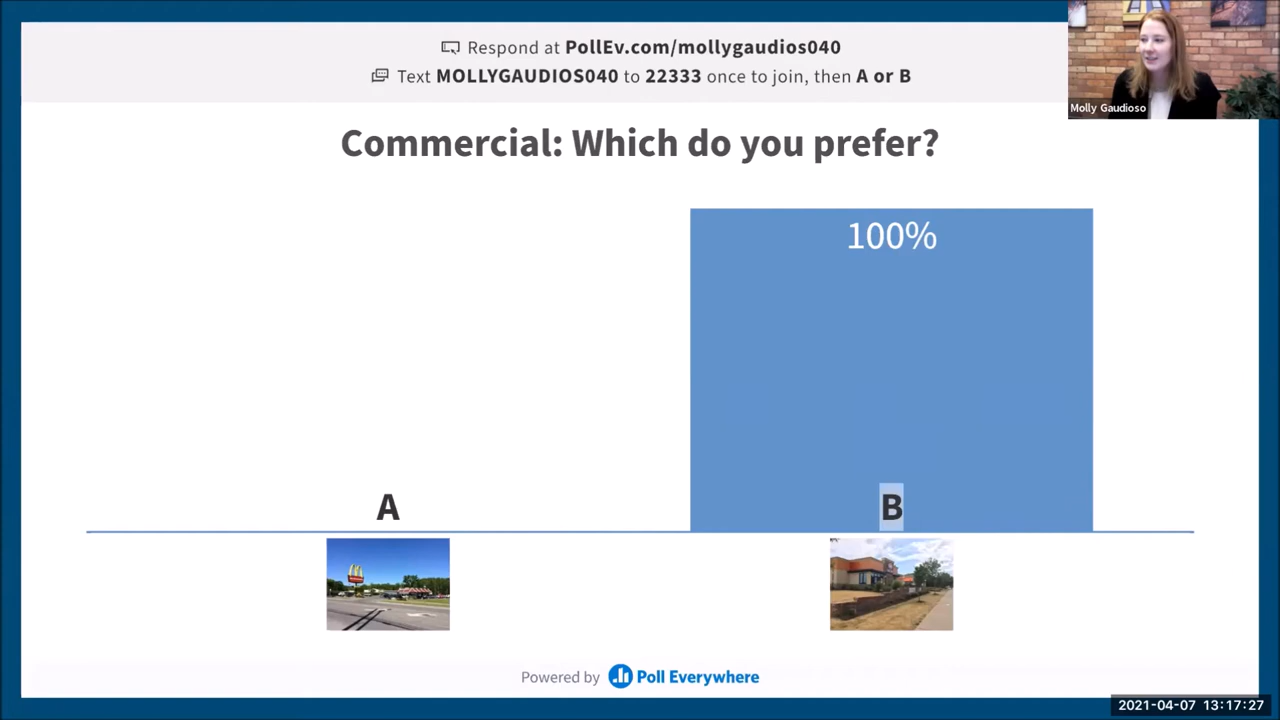 Respond at PollEv.com/mollygaudios040
Text MOLLYGAUDIOS040 to 22333 once to join, then A or B
Molly Gaudioso
Commercial: Which do you prefer?
100%
A
B
Powered by Poll Everywhere
2021-04-07 13:17:27